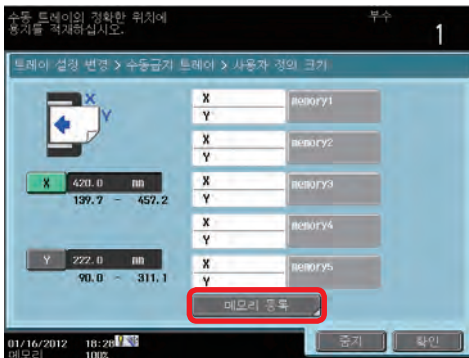 수동 트레이의 정확한 위치에
용지를 적재하십시오.
부수
1
트레이 설정 변경 > 수동급지 트레이 > 사용자 정의 크기
X
Y
X
Y
memory1
X
Y
memory2
X 420.0 mm
139.7 - 457.2
X
Y
memory3
X
Y
memory4
Y 222.0 mm
90.0 - 311.1
X
Y
memory5
메모리 등록
01/16/2012 18:28
메모리 100%
중지
확인